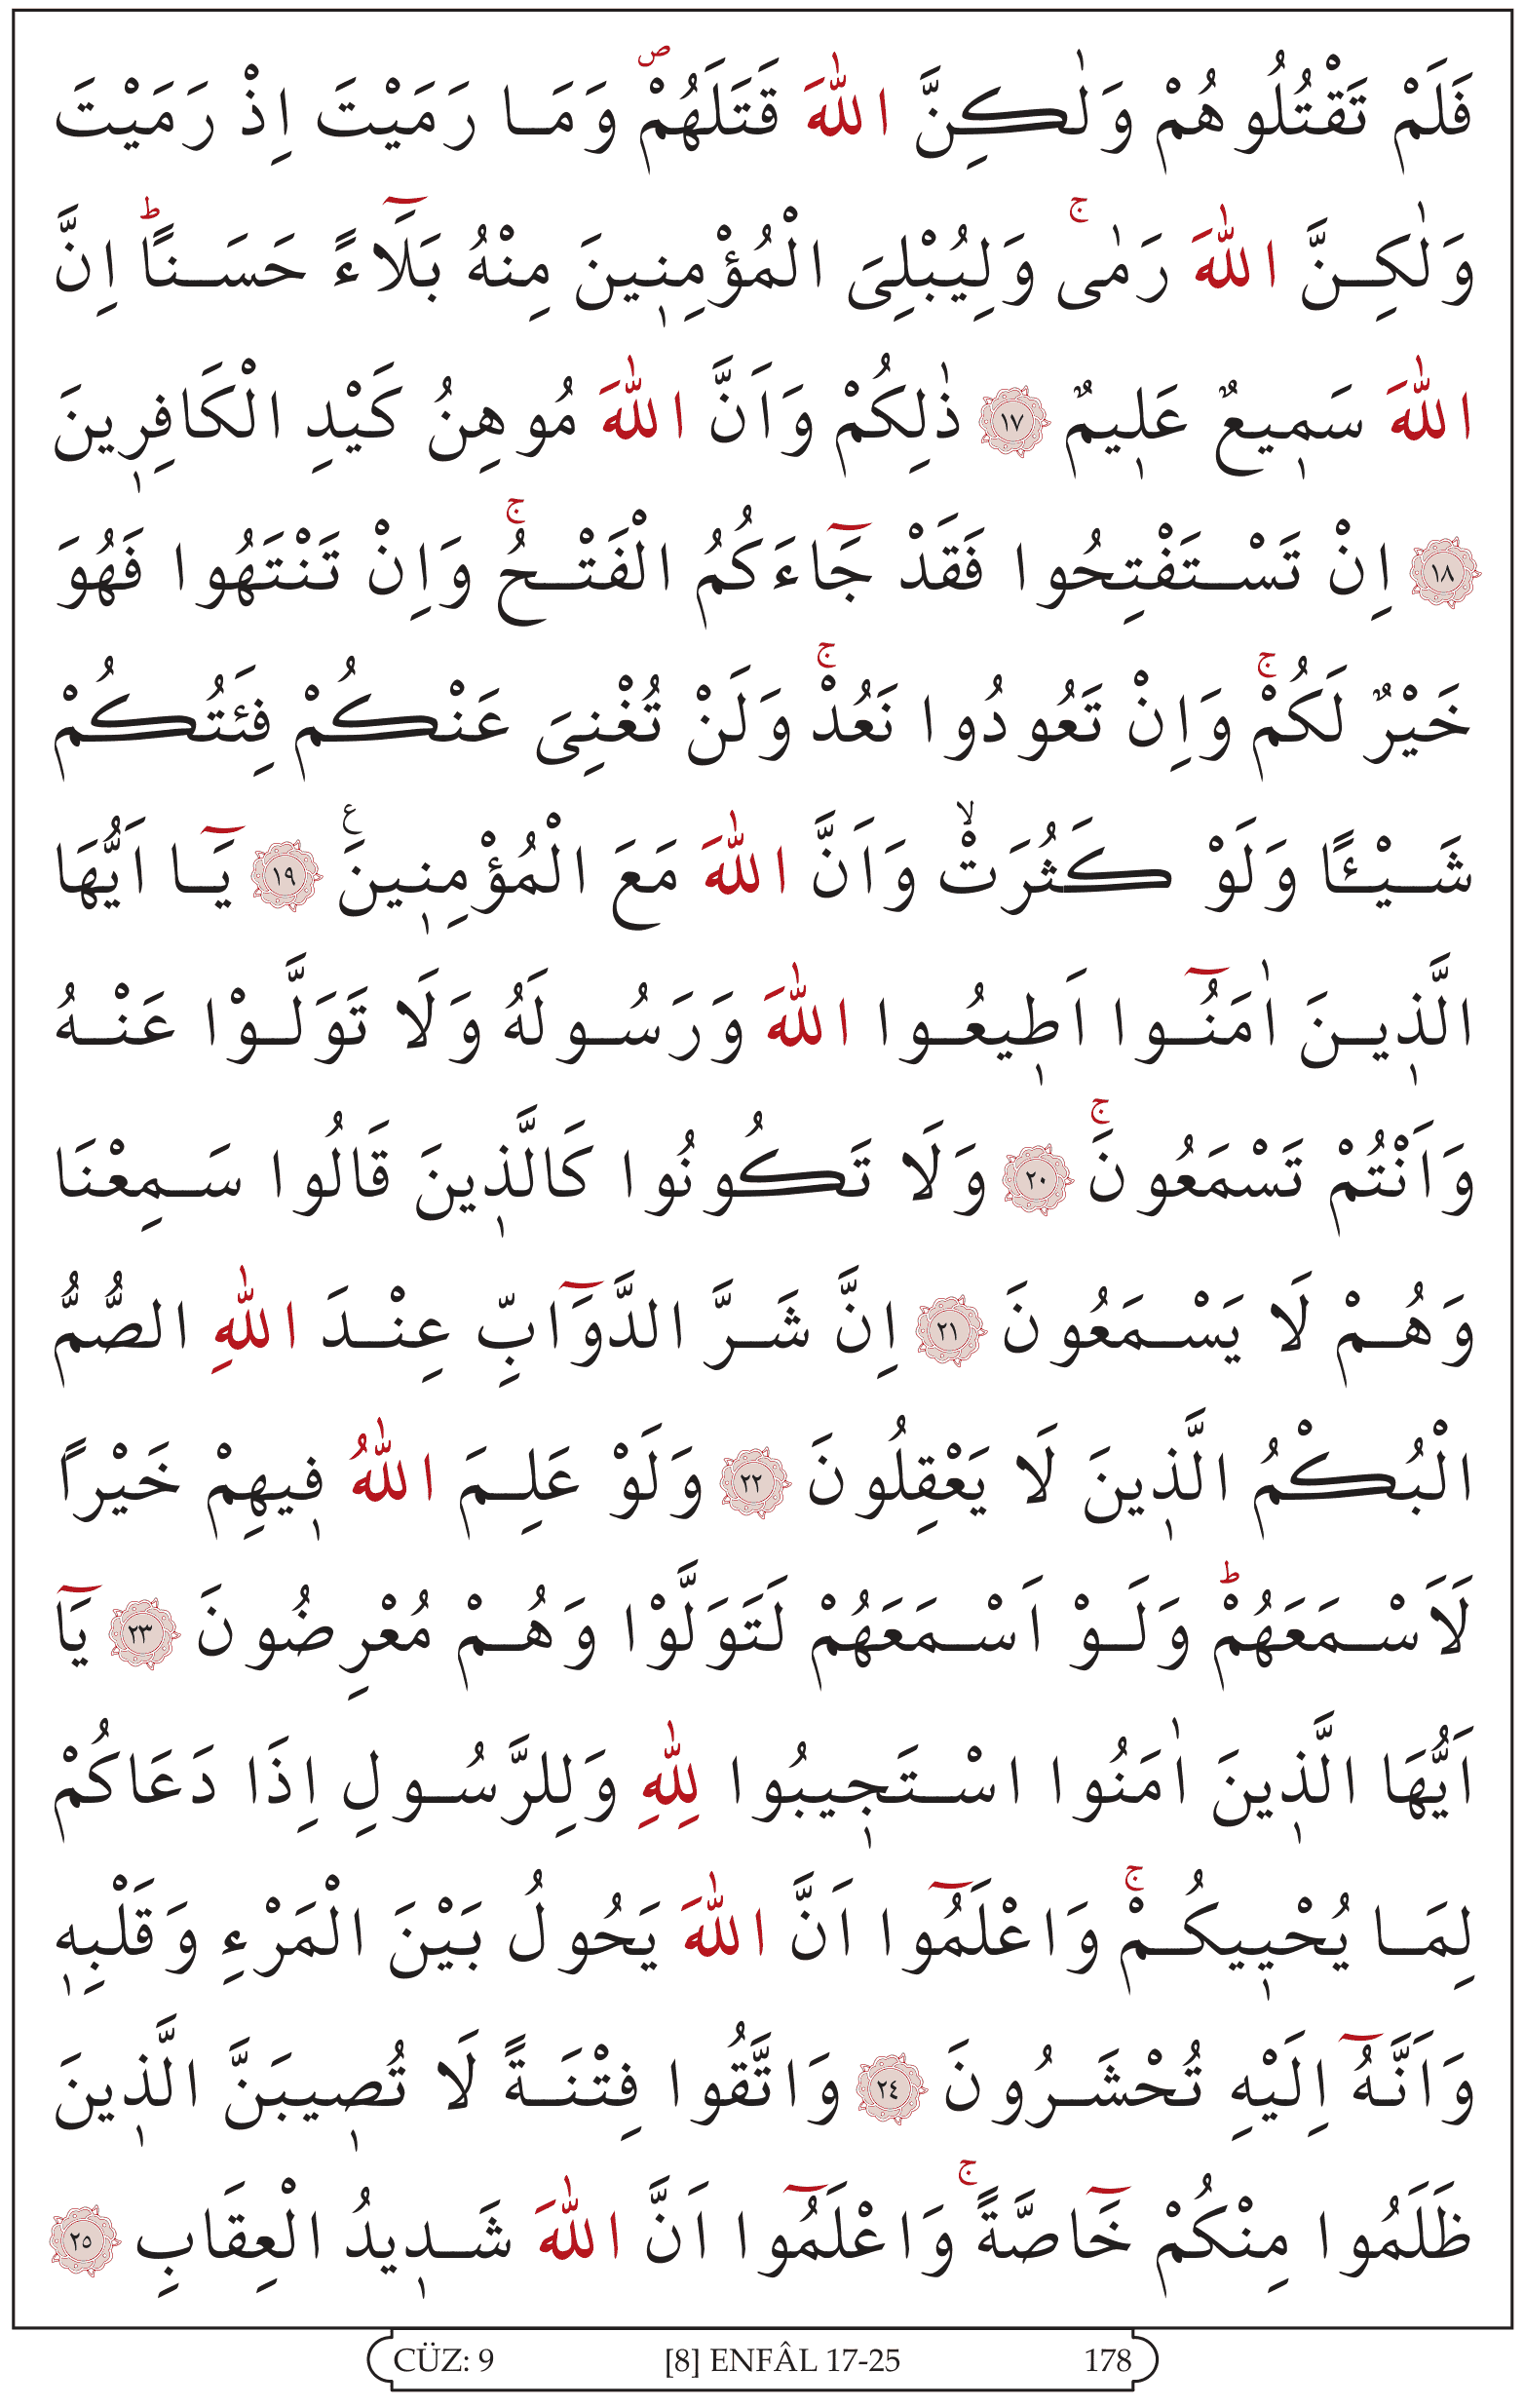 فَلَمْ تَقْتُلُوهُمْ وَلٰكِنَّ اللّٰهَ قَتَلَهُمْۖ وَمَا رَمَيْتَ اِذْ رَمَيْتَ
وَلٰكِنَّ اللّٰهَ رَمٰىۚ وَلِيُبْلِىَ الْمُؤْمِنٖينَ مِنْهُ بَلَٓاءً حَسَنًاؕ اِنَّ
اللّٰهَ سَمٖيعٌ عَلٖيمٌ ١٧ ذٰلِكُمْ وَاَنَّ اللّٰهَ مُوهِنُ كَيْدِ الْكَافِرٖينَ
١٨ اِنْ تَسْتَفْتِحُوا فَقَدْ جَٓاءَكُمُ الْفَتْحُۚ وَاِنْ تَنْتَهُوا فَهُوَ
خَيْرٌ لَكُمْۚ وَاِنْ تَعُودُوا نَعُدْۚ وَلَنْ تُغْنِىَ عَنْكُمْ فِئَتُكُمْ
شَيْئًا وَلَوْ كَثُرَتْۙ وَاَنَّ اللّٰهَ مَعَ الْمُؤْمِنٖينَ ع ١٩ يَٓا اَيُّهَا
الَّذٖينَ اٰمَنُٓوا اَطٖيعُوا اللّٰهَ وَرَسُولَهُ وَلَا تَوَلَّوْا عَنْهُ
وَاَنْتُمْ تَسْمَعُونَۚ ٢٠ وَلَا تَكُونُوا كَالَّذٖينَ قَالُوا سَمِعْنَا
وَهُمْ لَا يَسْمَعُونَ ٢١ اِنَّ شَرَّ الدَّوَٓابِّ عِنْدَ اللّٰهِ الصُّمُّ
الْبُكْمُ الَّذٖينَ لَا يَعْقِلُونَ ٢٢ وَلَوْ عَلِمَ اللّٰهُ فٖيهِمْ خَيْرًا
لَاَسْمَعَهُمْؕ وَلَوْ اَسْمَعَهُمْ لَتَوَلَّوْا وَهُمْ مُعْرِضُونَ ٢٣ يَٓا
اَيُّهَا الَّذٖينَ اٰمَنُوا اسْتَجٖيبُوا لِلّٰهِ وَلِلرَّسُولِ اِذَا دَعَاكُمْ
لِمَا يُحْيٖيكُمْۚ وَاعْلَمُٓوا اَنَّ اللّٰهَ يَحُولُ بَيْنَ الْمَرْءِ وَقَلْبِهٖ
وَاَنَّهُٓ اِلَيْهِ تُحْشَرُونَ ٢٤ وَاتَّقُوا فِتْنَةً لَا تُصٖيبَنَّ الَّذٖينَ
ظَلَمُوا مِنْكُمْ خَٓاصَّةًۚ وَاعْلَمُٓوا اَنَّ اللّٰهَ شَدٖيدُ الْعِقَابِ ٢٥
CÜZ: 9 [8] ENFÂL 17-25 178